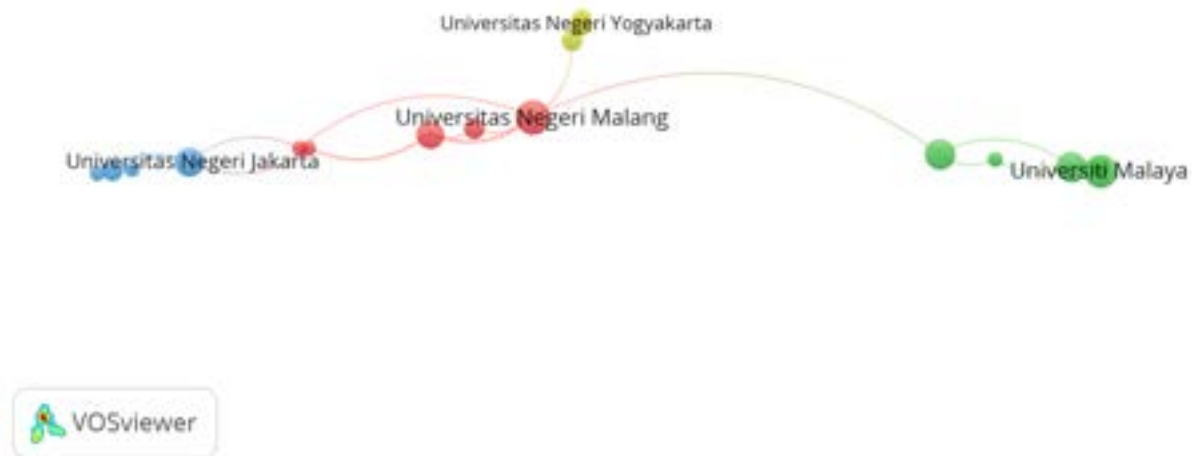 Universitas Negeri Yogyakarta
Universitas Negeri Malang
Universitas Negeri Jakarta
Universiti Malaya
VOSviewer